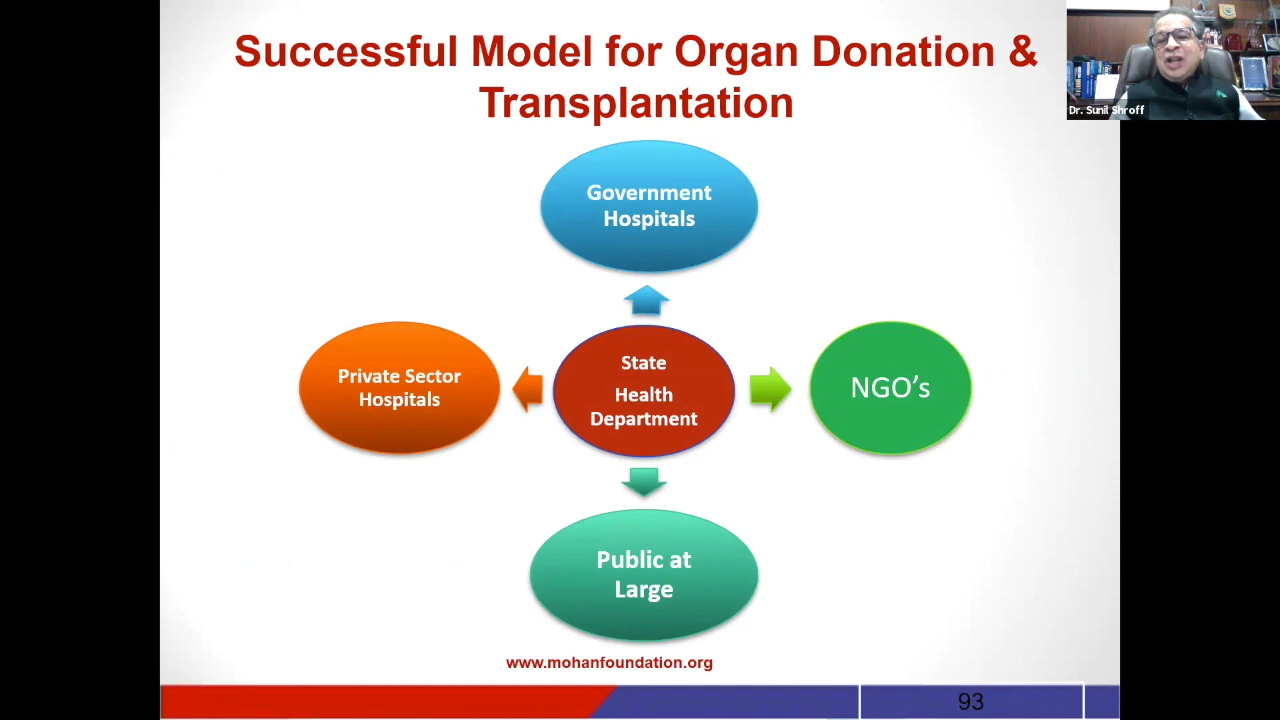 Successful Model for Organ Donation &
Transplantation
Dr. Sunil Shroff
Government
Hospitals
Private Sector
Hospitals
State
Health
Department
NGO's
Public at
Large
www.mohanfoundation.org
93